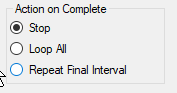 Action on Complete
Stop
Loop All
Repeat Final Interval